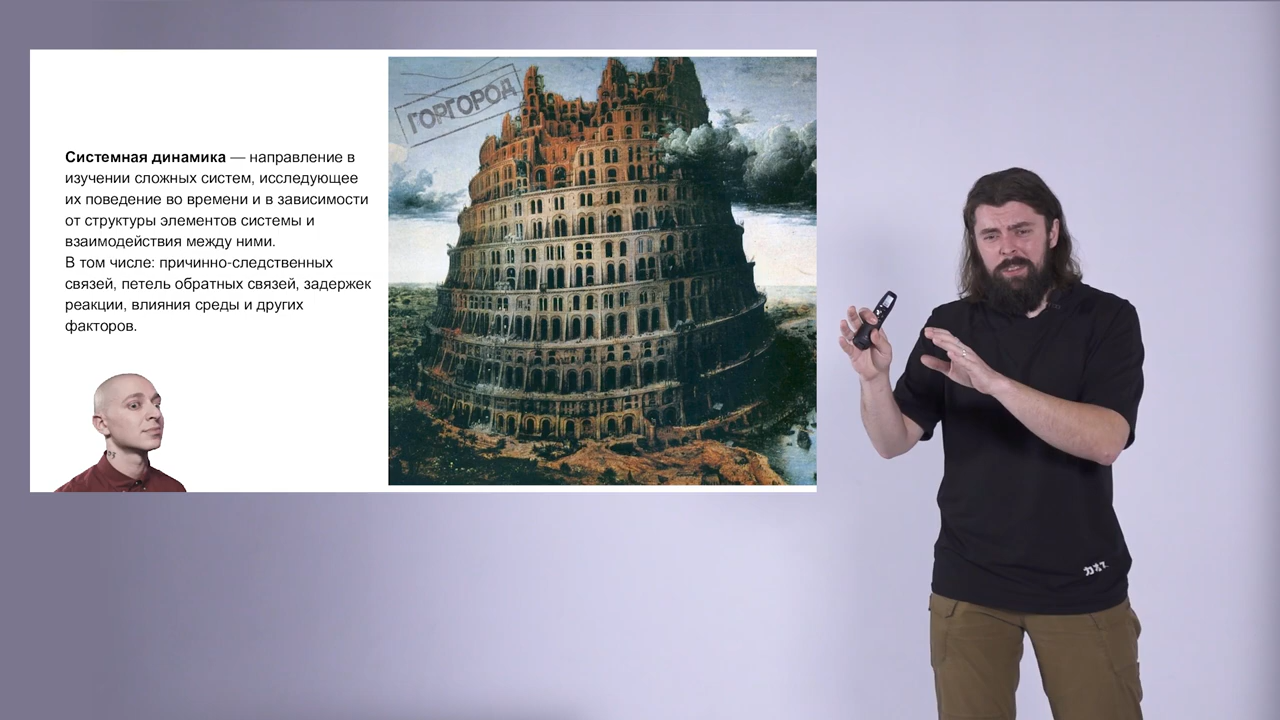 ГОРГОРОД
Системная динамика — направление в
изучении сложных систем, исследующее
их поведение во времени и в зависимости
от структуры элементов системы и
взаимодействия между ними.
В том числе: причинно-следственных
связей, петель обратных связей, задержек
реакции, влияния среды и других
факторов.